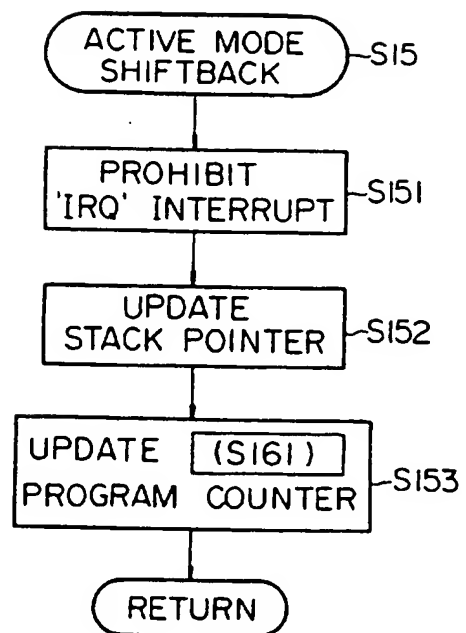 ACTIVE MODE
SHIFTBACK
S15
PROHIBIT
'IRQ' INTERRUPT
S151
UPDATE
STACK POINTER
S152
UPDATE (S161)
PROGRAM COUNTER
S153
RETURN